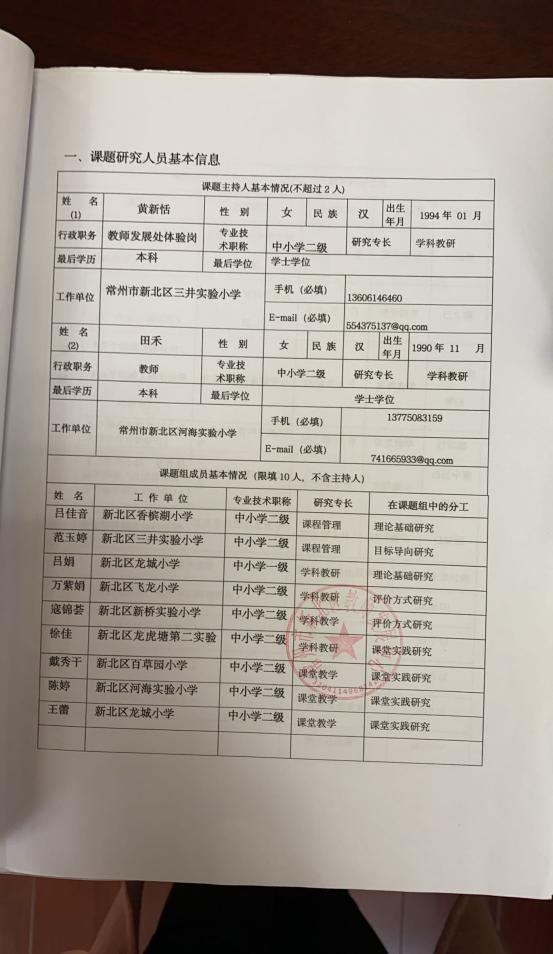 一、课题研究人员基本信息
课题主持人基本情况(不超过 2 人)
姓 名 (1) 黄新恬 性 别 女 民 族 汉 出生年月 1994 年 01 月
行政职务 教师发展处体验岗 专业技术职称 中小学二级 研究专长 学科教研
最后学历 本科 最后学位 学士学位
工作单位 常州市新北区三井实验小学 手机（必填） 13606146460
E-mail（必填） 554375137@qq.com
姓 名 (2) 田禾 性 别 女 民 族 汉 出生年月 1990 年 11 月
行政职务 教师 专业技术职称 中小学二级 研究专长 学科教研
最后学历 本科 最后学位 学士学位
工作单位 常州市新北区河海实验小学 手机（必填） 13775083159
E-mail（必填） 741665933@qq.com
课题组成员基本情况（限填 10 人，不含主持人）
姓 名 工 作 单 位 专业技术职称 研究专长 在课题组中的分工
吕佳音 新北区香槟湖小学 中小学二级 课程管理 理论基础研究
范玉婷 新北区三井实验小学 中小学二级 课程管理 目标导向研究
吕娟 新北区龙城小学 中小学一级 学科教研 理论基础研究
万紫娟 新北区飞龙小学 中小学二级 学科教研 评价方式研究
寇锦荟 新北区新桥实验小学 中小学二级 学科教学 评价方式研究
徐佳 新北区龙虎塘第二实验 中小学二级 学科教研 课堂实践研究
戴秀干 新北区百草园小学 中小学二级 课堂教学 课堂实践研究
陈婷 新北区河海实验小学 中小学二级 课堂教学 课堂实践研究
王蕾 新北区龙城小学 中小学二级 课堂教学 课堂实践研究